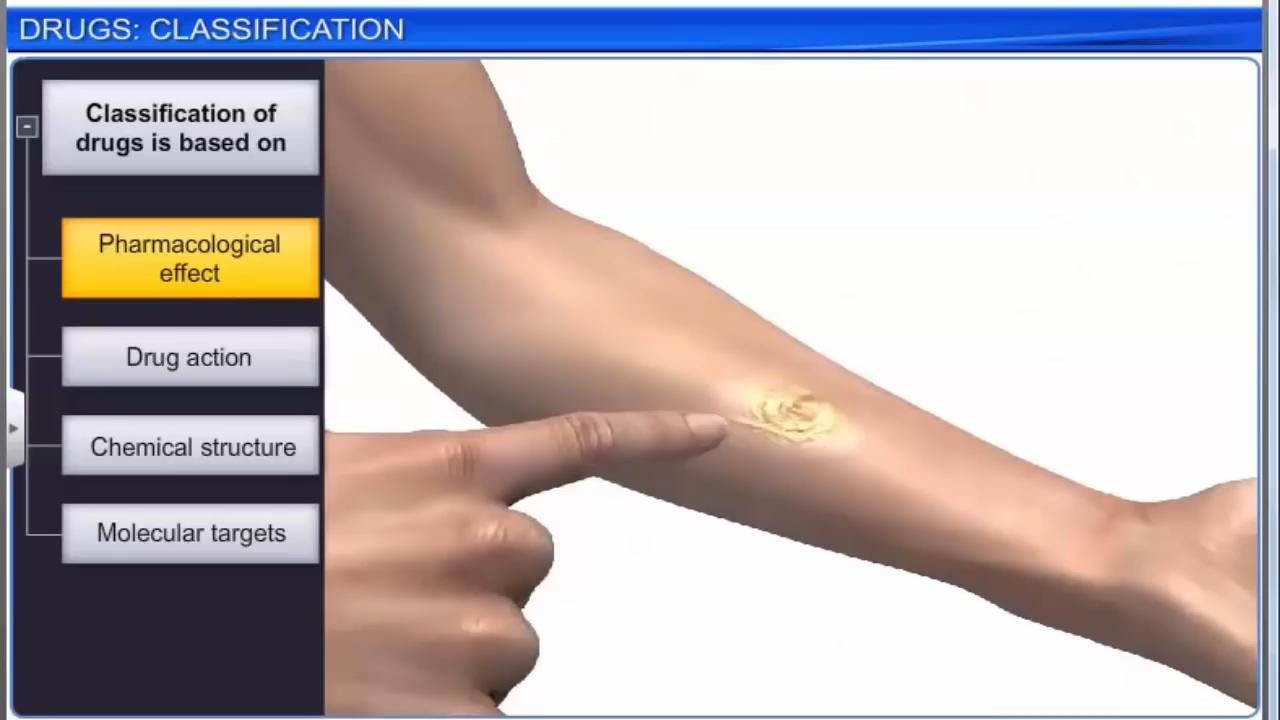 DRUGS: CLASSIFICATION
Classification of
drugs is based on
Pharmacological
effect
Drug action
Chemical structure
Molecular targets